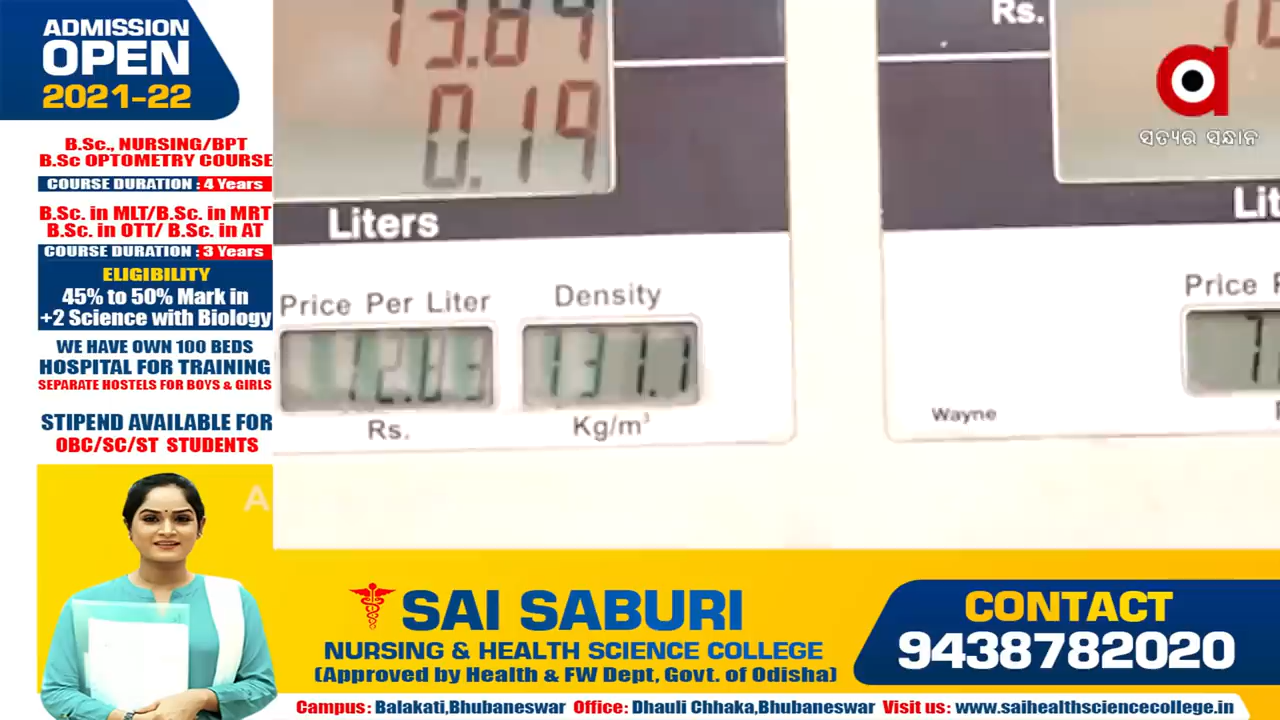 ADMISSION
OPEN
2021-22
B.Sc., NURSING/BPT
B.Sc OPTOMETRY COURSE
COURSE DURATION : 4 Years
B.Sc. in MLT/B.Sc. in MRT
B.Sc. in OTT/ B.Sc. in AT
COURSE DURATION : 3 Years
ELIGIBILITY
45% to 50% Mark in
+2 Science with Biology
WE HAVE OWN 100 BEDS
HOSPITAL FOR TRAINING
SEPARATE HOSTELS FOR BOYS & GIRLS
STIPEND AVAILABLE FOR
OBC/SC/ST STUDENTS
0.19
Liters
Price Per Liter
Density
Rs.
Kg/m³
Rs.
Wayne
ସତ୍ୟର ସନ୍ଧାନ
SAI SABURI
NURSING & HEALTH SCIENCE COLLEGE
(Approved by Health & FW Dept, Govt. of Odisha)
CONTACT
9438782020
Campus: Balakati,Bhubaneswar Office: Dhauli Chhaka,Bhubaneswar Visit us: www.saihealthsciencecollege.in